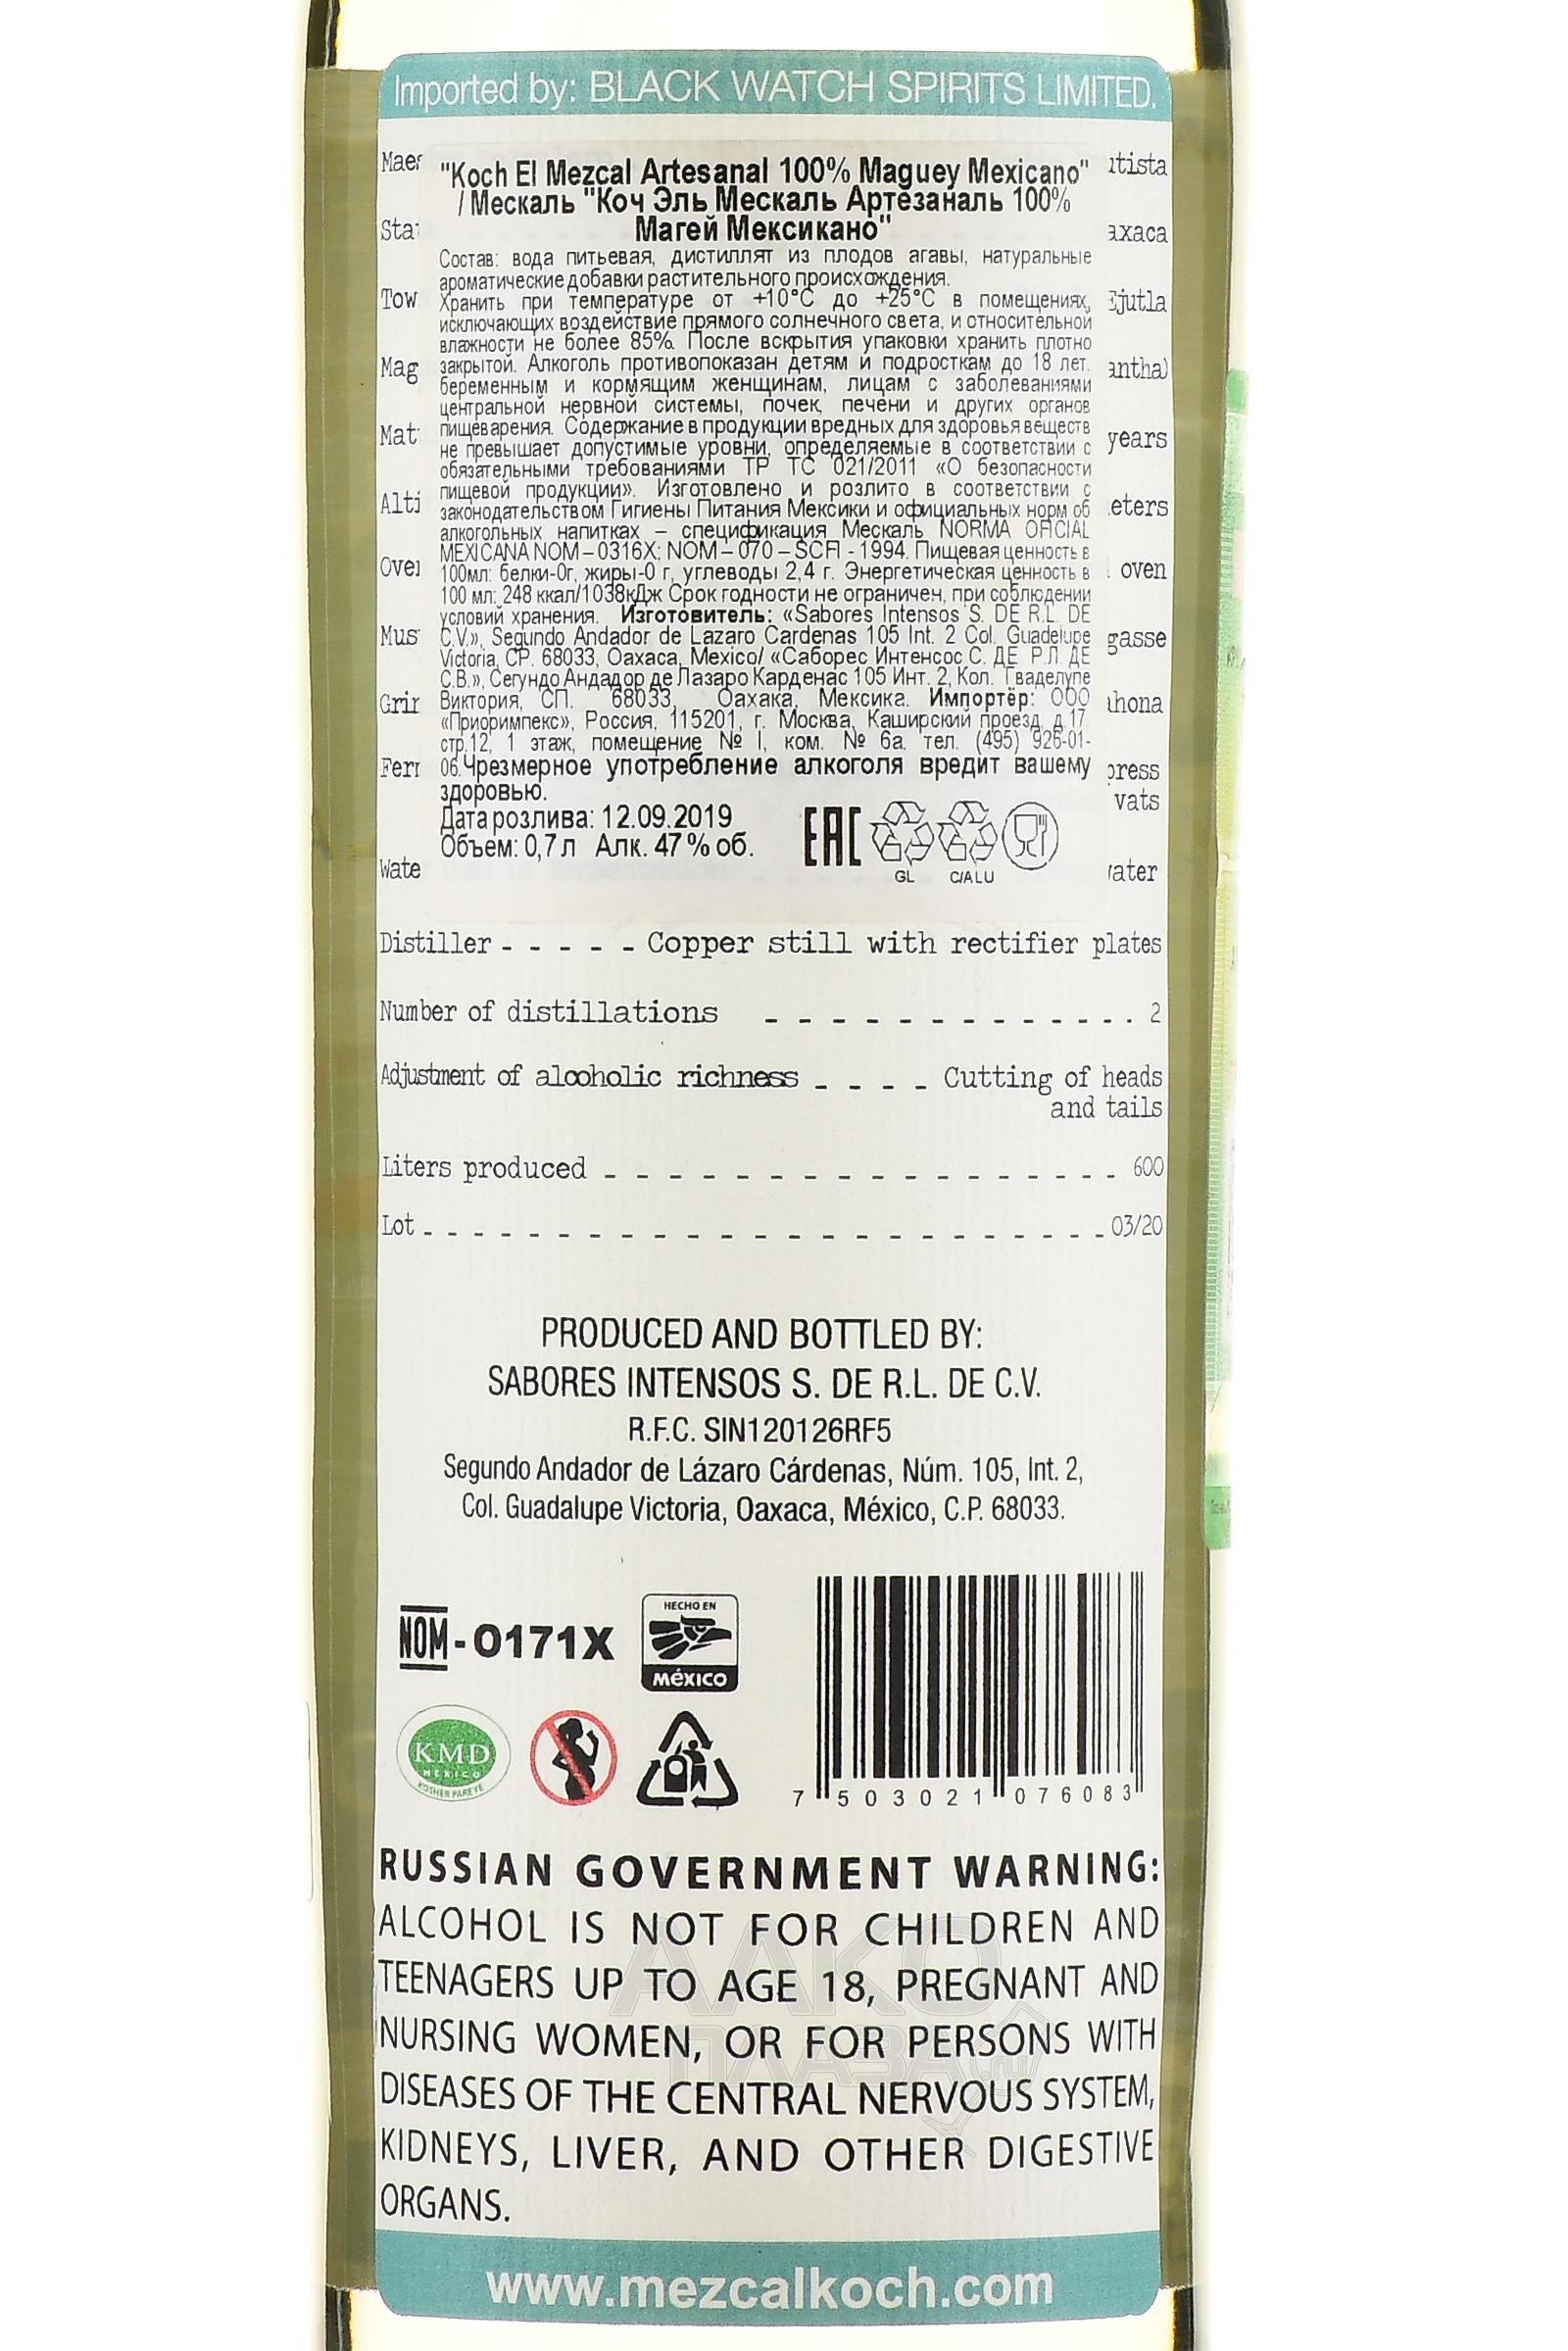 Imported by: BLACK WATCH SPIRITS LIMITED.
"Koch El Mezcal Artesanal 100% Maguey Mexicano"
/ Мескаль "Коч Эль Мескаль Артезаналь 100%
Магей Мексикано"
Состав: вода питьевая, дистиллят из плодов агавы, натуральные
ароматические добавки растительного происхождения.
Хранить при температуре от +10°С до +25°С в помещениях,
исключающих воздействие прямого солнечного света, и относительной
влажности не более 85%. После вскрытия упаковки хранить плотно
закрытой. Алкоголь противопоказан детям и подросткам до 18 лет.
беременным и кормящим женщинам, лицам с заболеваниями
центральной нервной системы, почек, печени и других органов
пищеварения. Содержание в продукции вредных для здоровья веществ
не превышает допустимые уровни, определяемые в соответствии с
обязательными требованиями ТР ТС 021/2011 «О безопасности
пищевой продукции». Изготовлено и розлито в соответствии с
законодательством Гигиены Питания Мексики и официальных норм об
алкогольных напитках – спецификация Мескаль NORMA OFICIAL
MEXICANA NOM – 0316X; NOM – 070 – SCFI - 1994. Пищевая ценность в
100мл: белки-0г, жиры-0 г, углеводы 2,4 г. Энергетическая ценность в
100 мл: 248 ккал/1038кДж Срок годности не ограничен, при соблюдении
условий хранения. Изготовитель: «Sabores Intensos S. DE R.L. DE
C.V.», Segundo Andador de Lazaro Cardenas 105 Int. 2 Col. Guadelupe
Victoria, CP. 68033, Oaxaca, Mexico/ «Саборес Интенсос С. ДЕ Р.Л. ДЕ
С.В.», Сегундо Андадор де Лазаро Карденас 105 Инт. 2, Кол. Гваделупе
Виктория, СП. 68033, Оахака, Мексика. Импортёр: ООО
«Приоримпекс», Россия, 115201, г. Москва, Каширский проезд, д.17,
стр.12, 1 этаж, помещение № I, ком. № 6а, тел. (495) 926-01-
06.Чрезмерное употребление алкоголя вредит вашему
здоровью.
Дата розлива: 12.09.2019
Объем: 0,7 л Алк. 47 % об.
EAC
GL C/ALU
Distiller - - - - - Copper still with rectifier plates
Number of distillations - - - - - - - - - - - - 2
Adjustment of alcoholic richness - - - - Cutting of heads
and tails
Liters produced - - - - - - - - - - - - - - - - 600
Lot - - - - - - - - - - - - - - - - - - - - - - 03/20
PRODUCED AND BOTTLED BY:
SABORES INTENSOS S. DE R.L. DE C.V.
R.F.C. SIN120126RF5
Segundo Andador de Lázaro Cárdenas, Núm. 105, Int. 2,
Col. Guadalupe Victoria, Oaxaca, México, C.P. 68033.
NOM-O171X
HECHO EN
MéXICO
KMD
MEXICO
KOSHER PAREVE
7 503021 076083
RUSSIAN GOVERNMENT WARNING:
ALCOHOL IS NOT FOR CHILDREN AND
TEENAGERS UP TO AGE 18, PREGNANT AND
NURSING WOMEN, OR FOR PERSONS WITH
DISEASES OF THE CENTRAL NERVOUS SYSTEM,
KIDNEYS, LIVER, AND OTHER DIGESTIVE
ORGANS.
www.mezcalkoch.com